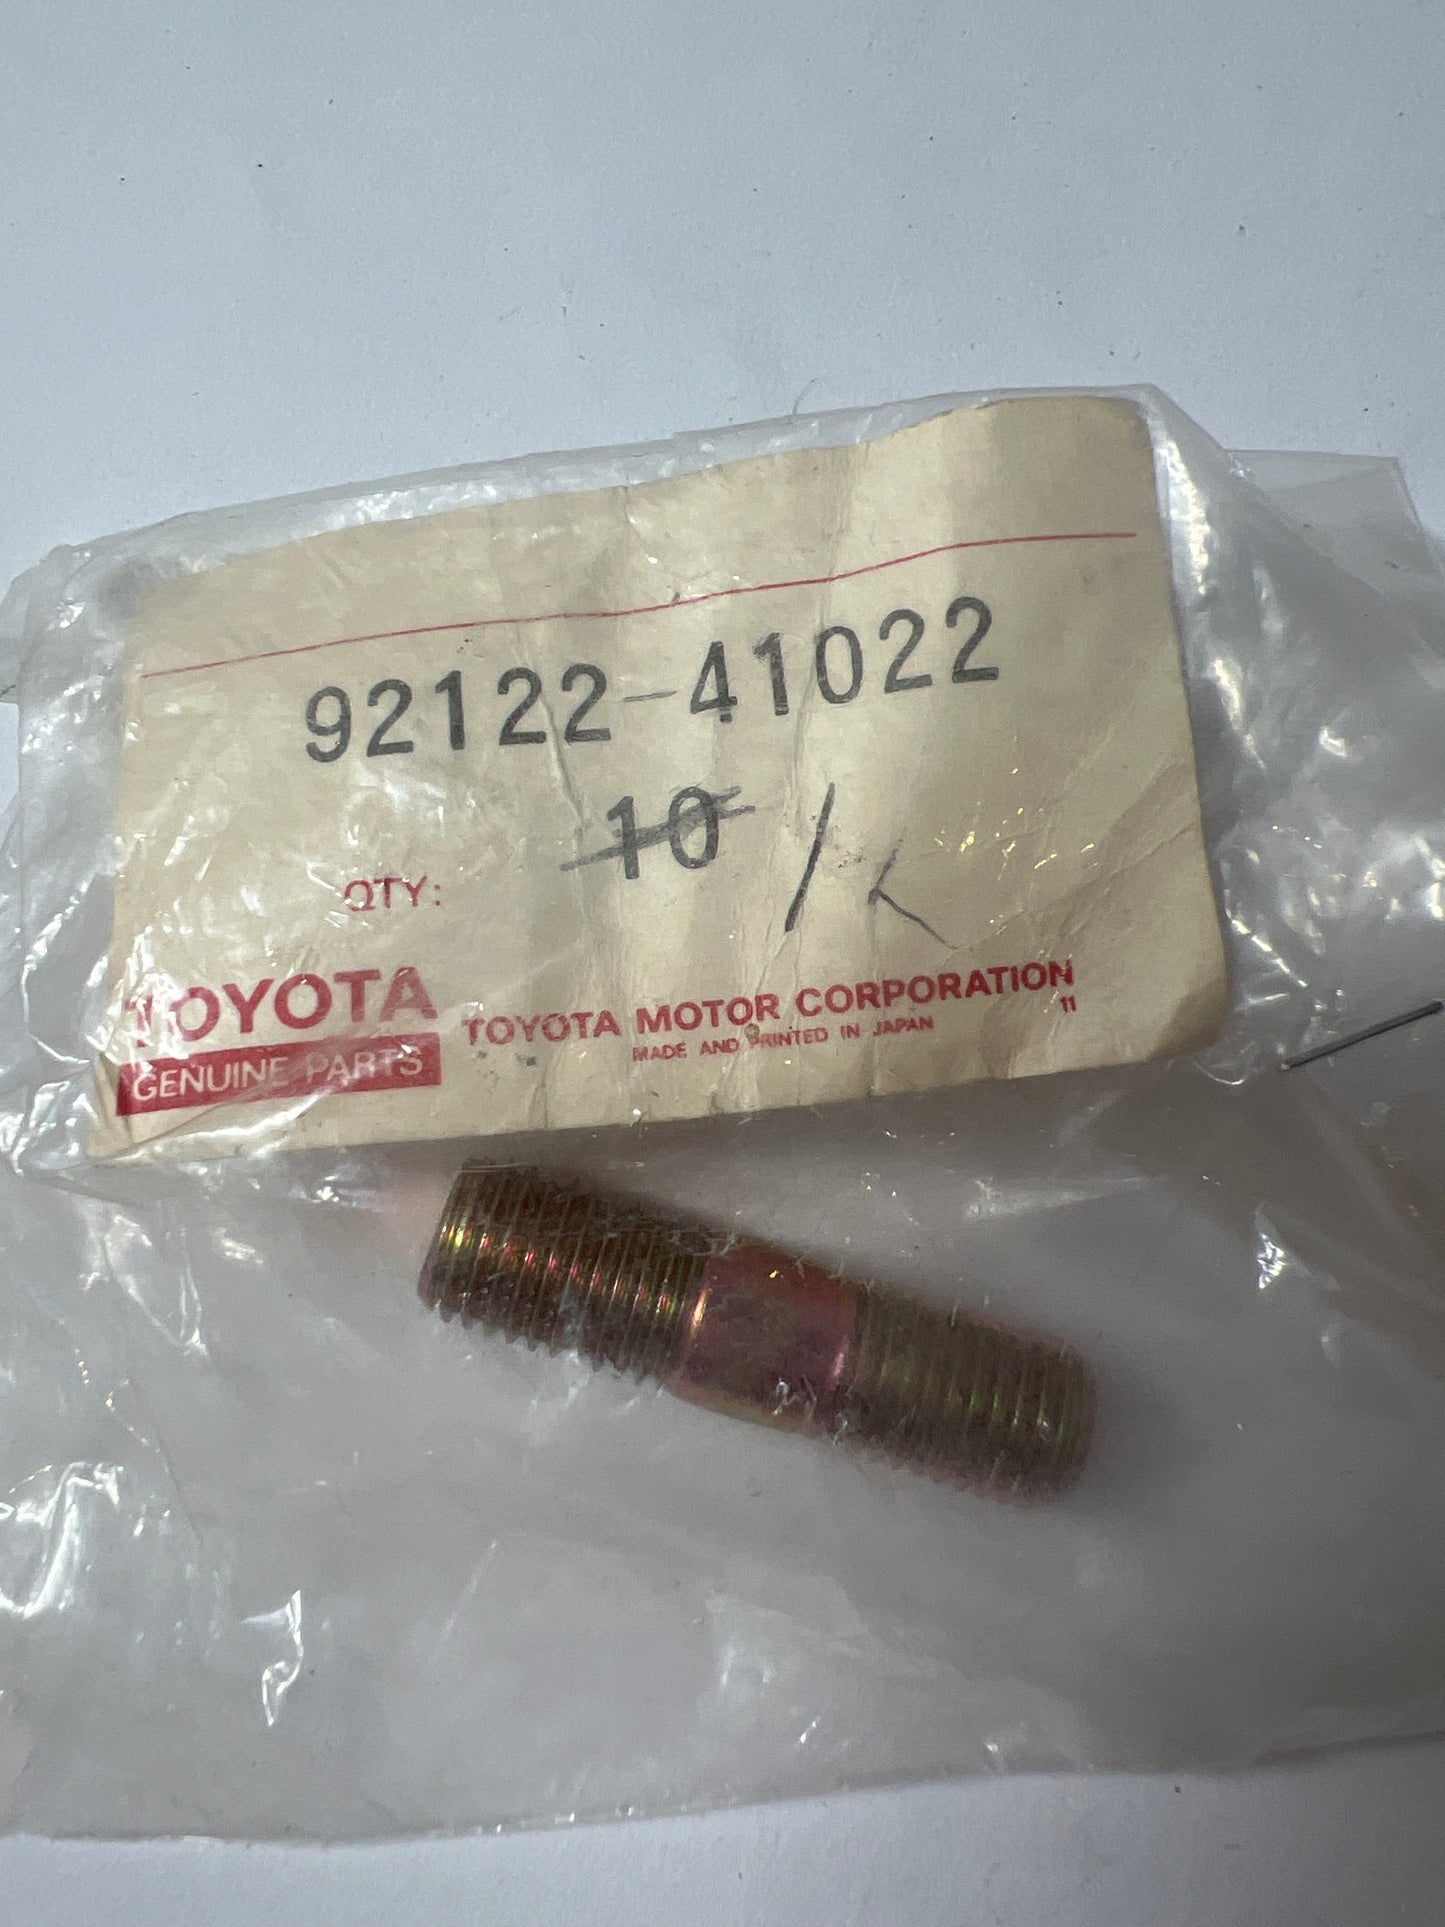 92122-41022
10 1
QTY:
TOYOTA
GENUINE PARTS
TOYOTA MOTOR CORPORATION
MADE AND PRINTED IN JAPAN
11